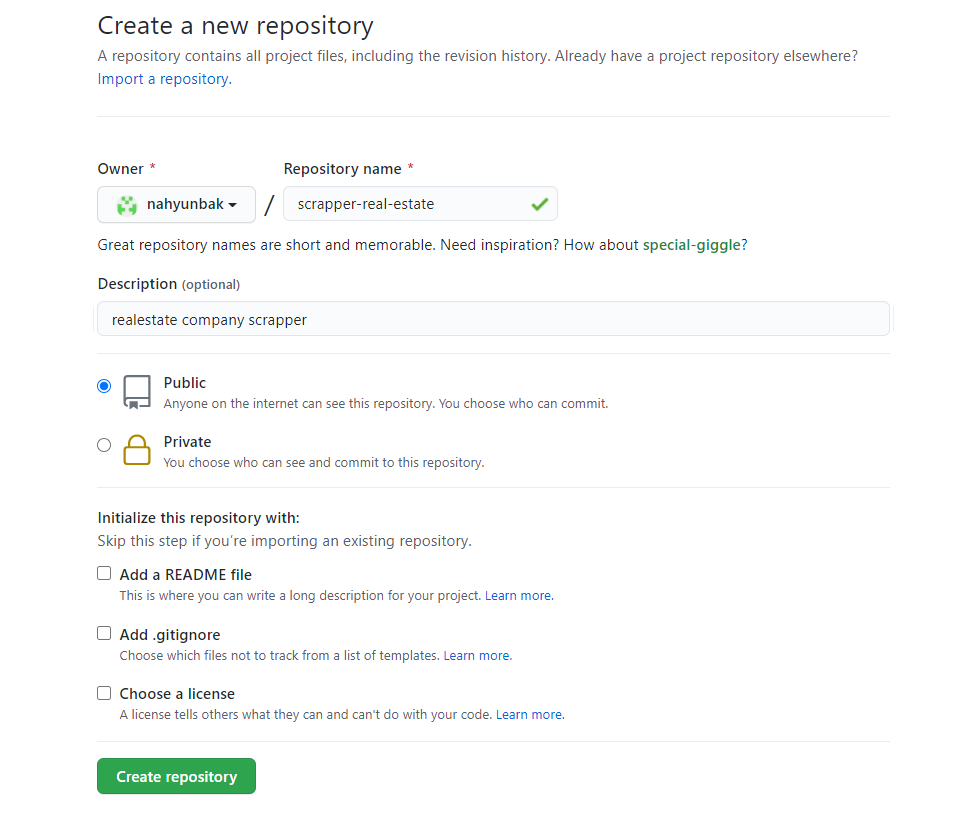 Create a new repository
A repository contains all project files, including the revision history. Already have a project repository elsewhere?
Import a repository.
Owner * Repository name *
nahyunbak / scrapper-real-estate
Great repository names are short and memorable. Need inspiration? How about special-giggle?
Description (optional)
realestate company scrapper
Public
Anyone on the internet can see this repository. You choose who can commit.
Private
You choose who can see and commit to this repository.
Initialize this repository with:
Skip this step if you're importing an existing repository.
Add a README file
This is where you can write a long description for your project. Learn more.
Add .gitignore
Choose which files not to track from a list of templates. Learn more.
Choose a license
A license tells others what they can and can't do with your code. Learn more.
Create repository